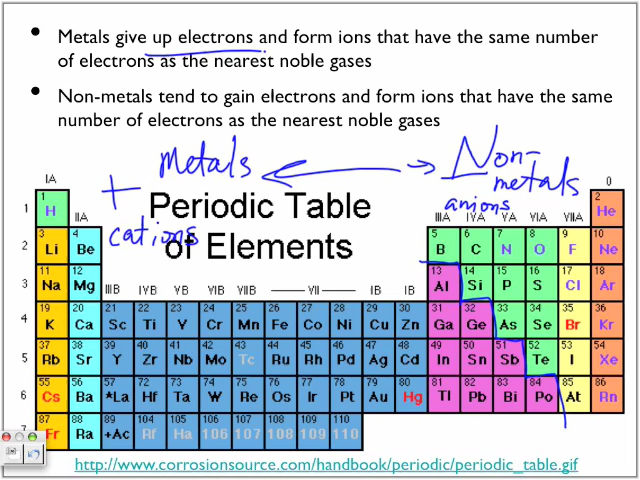 • Metals give up electrons and form ions that have the same number
of electrons as the nearest noble gases
• Non-metals tend to gain electrons and form ions that have the same
number of electrons as the nearest noble gases
Metals Non-
metals
+ anions
cations
Periodic Table
of Elements
IA IIA IIIA IVA VA VIA VIIA 0
IIIB IVB VB VIB VIIB VII IB IB
1 1 H 2 He
2 3 Li 4 Be 5 B 6 C 7 N 8 O 9 F 10 Ne
3 11 Na 12 Mg 13 Al 14 Si 15 P 16 S 17 Cl 18 Ar
4 19 K 20 Ca 21 Sc 22 Ti 23 V 24 Cr 25 Mn 26 Fe 27 Co 28 Ni 29 Cu 30 Zn 31 Ga 32 Ge 33 As 34 Se 35 Br 36 Kr
5 37 Rb 38 Sr 39 Y 40 Zr 41 Nb 42 Mo 43 Tc 44 Ru 45 Rh 46 Pd 47 Ag 48 Cd 49 In 50 Sn 51 Sb 52 Te 53 I 54 Xe
6 55 Cs 56 Ba 57 *La 72 Hf 73 Ta 74 W 75 Re 76 Os 77 Ir 78 Pt 79 Au 80 Hg 81 Tl 82 Pb 83 Bi 84 Po 85 At 86 Rn
7 87 Fr 88 Ra 89 +Ac 104 Rf 105 Ha 106 106 107 107 108 108 109 109 110 110
http://www.corrosionsource.com/handbook/periodic/periodic_table.gif